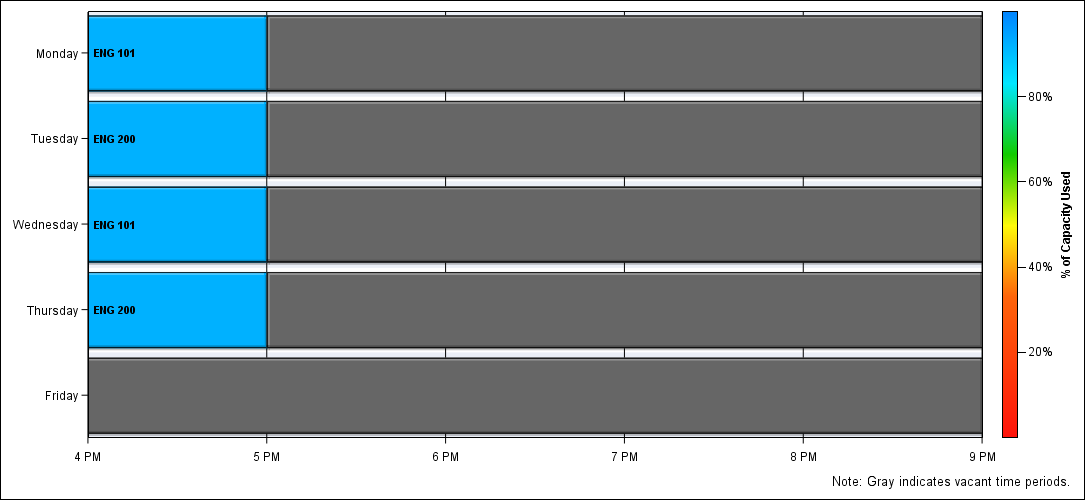 Monday
ENG 101
Tuesday
ENG 200
Wednesday
ENG 101
Thursday
ENG 200
Friday
4 PM 5 PM 6 PM 7 PM 8 PM 9 PM
80%
60%
40%
20%
% of Capacity Used
Note: Gray indicates vacant time periods.